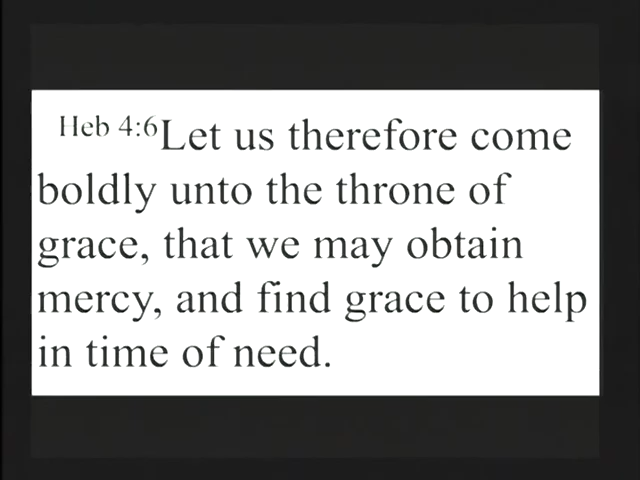 Heb 4:6Let us therefore come
boldly unto the throne of
grace, that we may obtain
mercy, and find grace to help
in time of need.